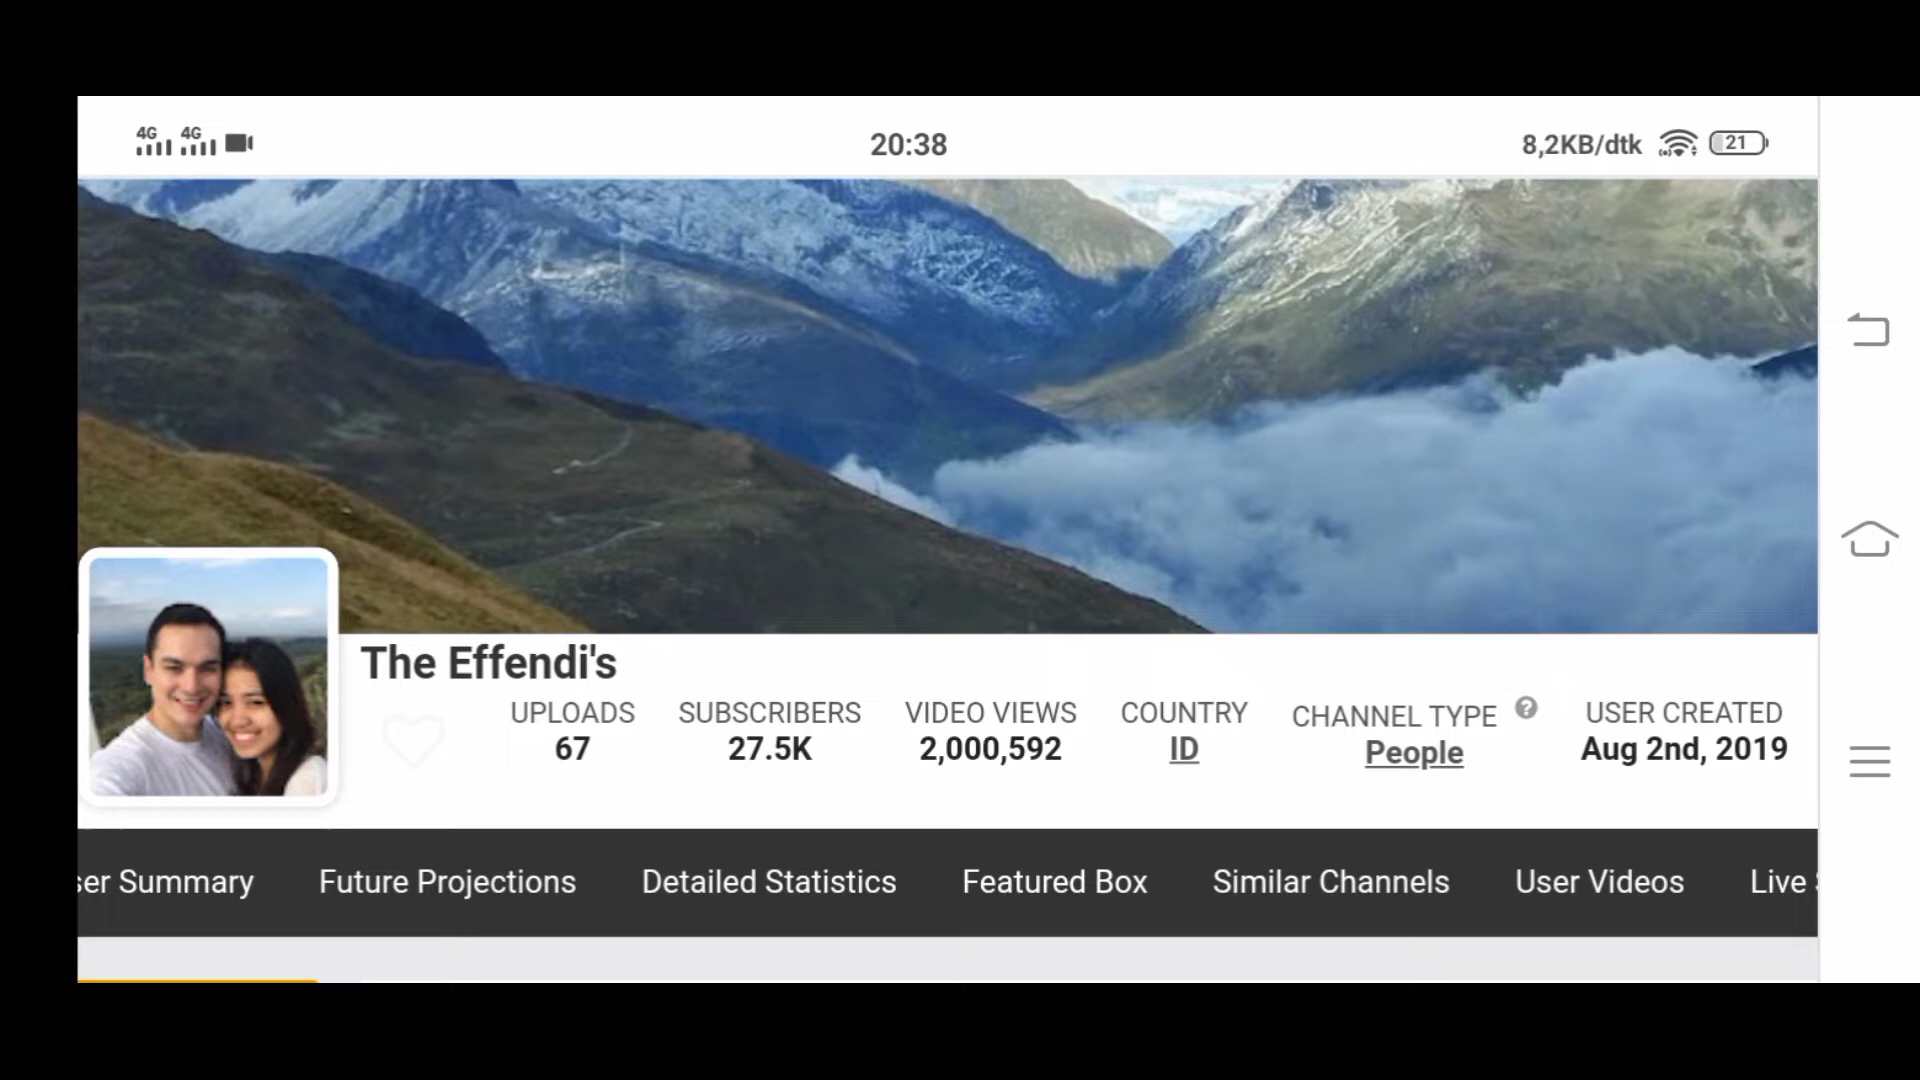 4G 4G 20:38 8,2KB/dtk 21
The Effendi's
UPLOADS SUBSCRIBERS VIDEO VIEWS COUNTRY CHANNEL TYPE ? USER CREATED
67 27.5K 2,000,592 ID People Aug 2nd, 2019
ser Summary Future Projections Detailed Statistics Featured Box Similar Channels User Videos Live